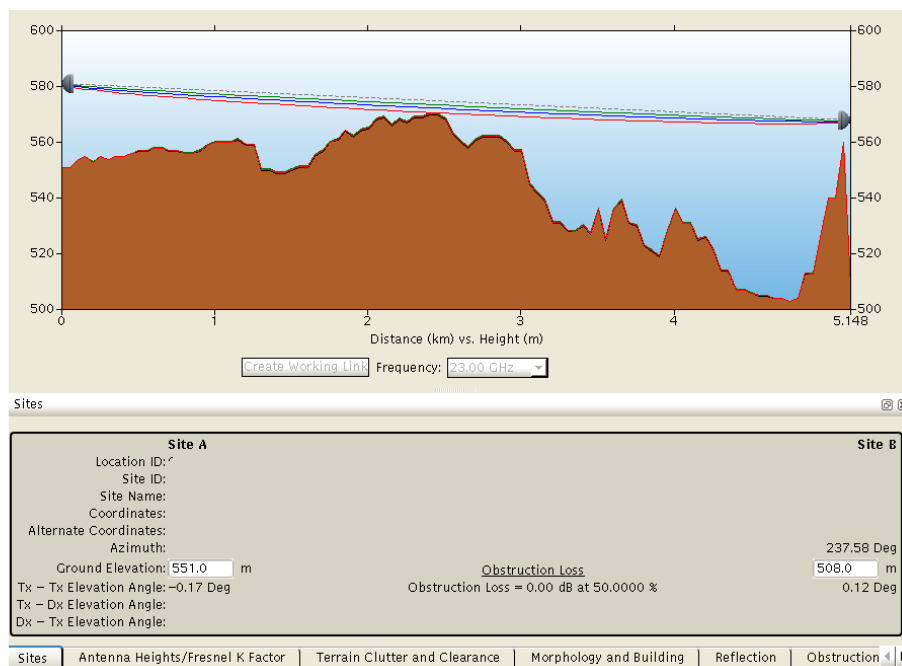 600 600
580 580
560 560
540 540
520 520
500 500
0 1 2 3 4 5.148
Distance (km) vs. Height (m)
Create Working Link Frequency: 23.00 GHz
Sites
Site A Site B
Location ID:
Site ID:
Site Name:
Coordinates:
Alternate Coordinates:
Azimuth: 237.58 Deg
Ground Elevation: 551.0 m Obstruction Loss 508.0 m
Tx - Tx Elevation Angle: -0.17 Deg Obstruction Loss = 0.00 dB at 50.0000 % 0.12 Deg
Tx - Dx Elevation Angle:
Dx - Tx Elevation Angle:
Sites Antenna Heights/Fresnel K Factor Terrain Clutter and Clearance Morphology and Building Reflection Obstruction